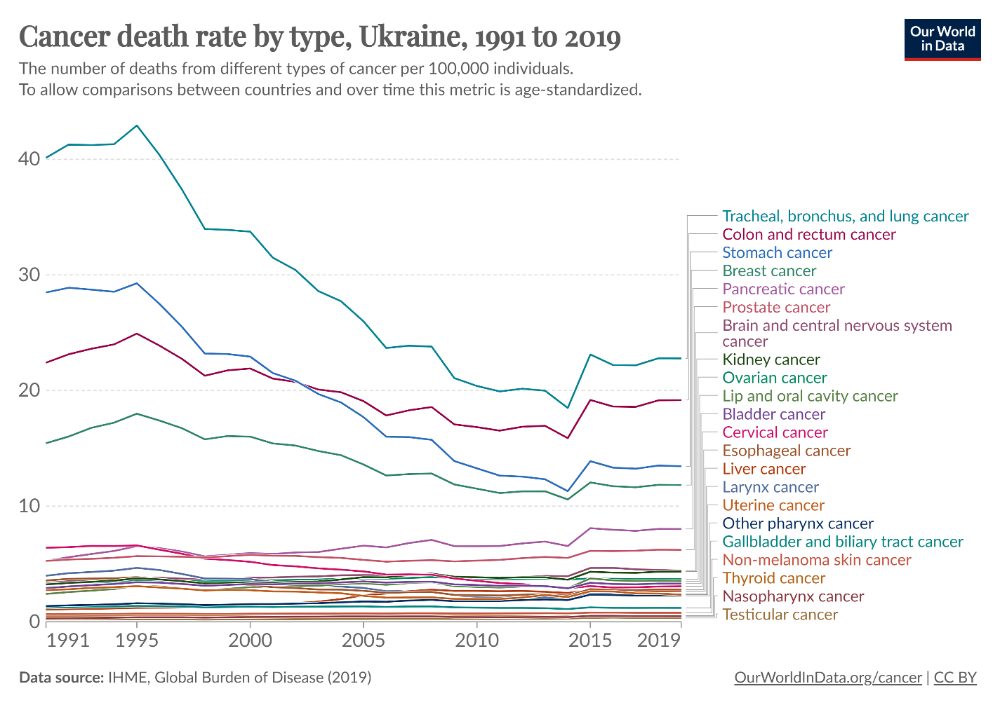 Cancer death rate by type, Ukraine, 1991 to 2019
Our World
in Data
The number of deaths from different types of cancer per 100,000 individuals.
To allow comparisons between countries and over time this metric is age-standardized.
40
30
20
10
0
1991
1995
2000
2005
2010
2015
2019
Tracheal, bronchus, and lung cancer
Colon and rectum cancer
Stomach cancer
Breast cancer
Pancreatic cancer
Prostate cancer
Brain and central nervous system
cancer
Kidney cancer
Ovarian cancer
Lip and oral cavity cancer
Bladder cancer
Cervical cancer
Esophageal cancer
Liver cancer
Larynx cancer
Uterine cancer
Other pharynx cancer
Gallbladder and biliary tract cancer
Non-melanoma skin cancer
Thyroid cancer
Nasopharynx cancer
Testicular cancer
Data source: IHME, Global Burden of Disease (2019)
OurWorldInData.org/cancer | CC BY